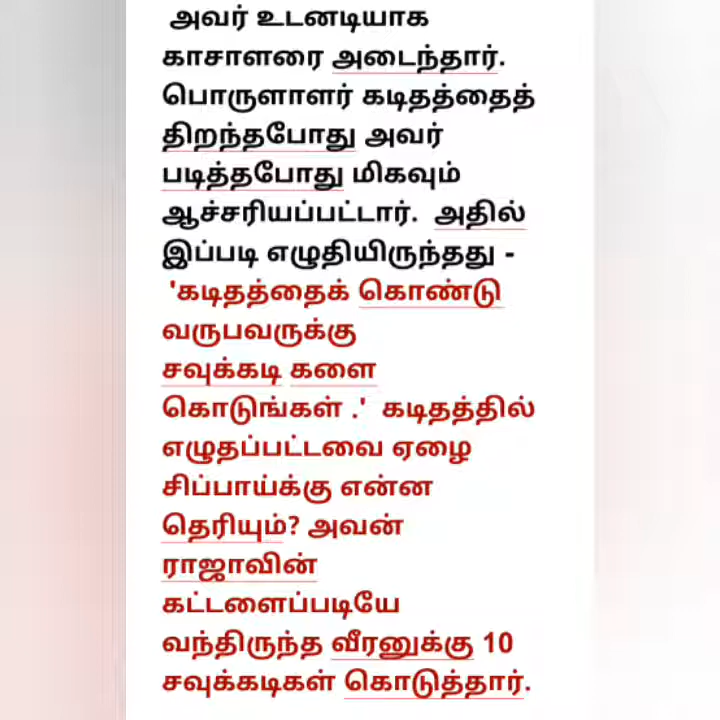 அவர் உடனடியாக
காசாளரை அடைந்தார்.
பொருளாளர் கடிதத்தைத்
திறந்தபோது அவர்
படித்தபோது மிகவும்
ஆச்சரியப்பட்டார். அதில்
இப்படி எழுதியிருந்தது -
'கடிதத்தைக் கொண்டு
வருபவருக்கு
சவுக்கடி களை
கொடுங்கள் .' கடிதத்தில்
எழுதப்பட்டவை ஏழை
சிப்பாய்க்கு என்ன
தெரியும்? அவன்
ராஜாவின்
கட்டளைப்படியே
வந்திருந்த வீரனுக்கு 10
சவுக்கடிகள் கொடுத்தார்.